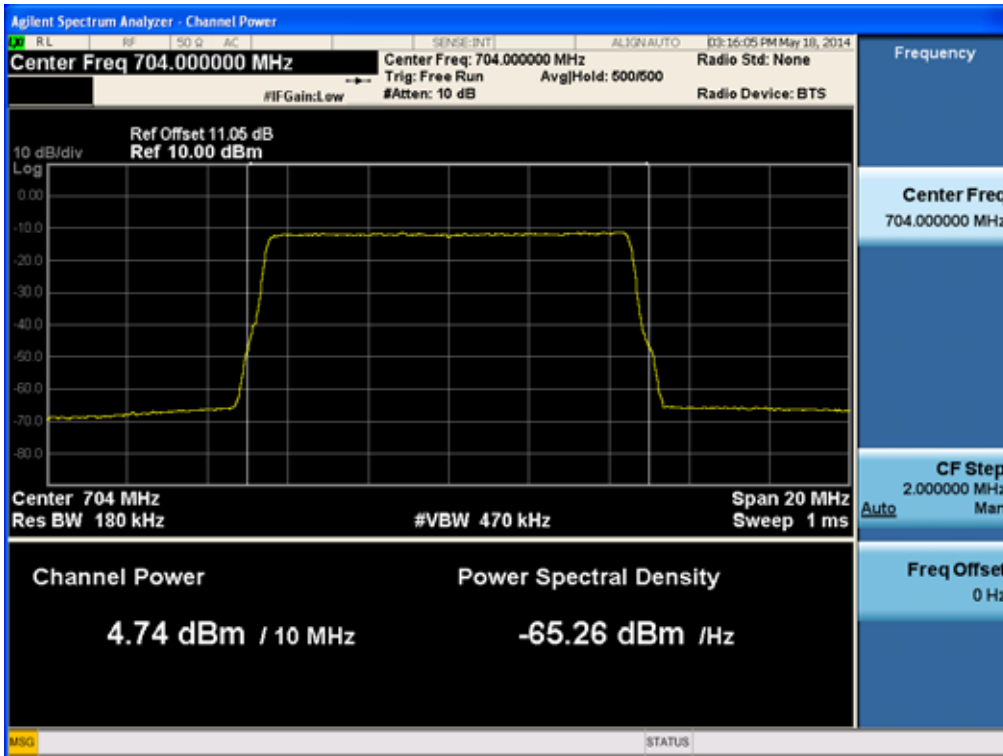 Agilent Spectrum Analyzer - Channel Power
RL RF 50 Ω AC SENSE:INT ALIGN AUTO 03:16:05 PM May 18, 2014
Center Freq 704.000000 MHz
Center Freq: 704.000000 MHz Radio Std: None
Trig: Free Run Avg|Hold: 500/500
#IFGain:Low #Atten: 10 dB Radio Device: BTS
Ref Offset 11.05 dB
10 dB/div Ref 10.00 dBm
Log
0.00
-10.0
-20.0
-30.0
-40.0
-50.0
-60.0
-70.0
-80.0
Center 704 MHz Span 20 MHz
Res BW 180 kHz #VBW 470 kHz Sweep 1 ms
Channel Power Power Spectral Density
4.74 dBm / 10 MHz -65.26 dBm /Hz
MSG STATUS
Frequency
Center Freq
704.000000 MHz
CF Step
2.000000 MHz
Auto Man
Freq Offset
0 Hz